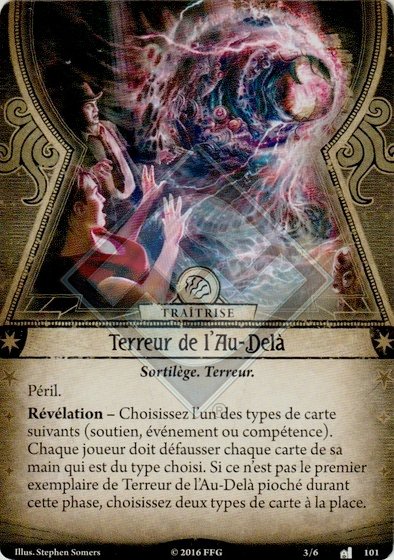 TRAÎTRISE
Terreur de l'Au-Delà
Sortilège. Terreur.
Péril.
Révélation – Choisissez l'un des types de carte
suivants (soutien, événement ou compétence).
Chaque joueur doit défausser chaque carte de sa
main qui est du type choisi. Si ce n'est pas le premier
exemplaire de Terreur de l'Au-Delà pioché durant
cette phase, choisissez deux types de carte à la place.
Illus. Stephen Somers © 2016 FFG 3/6 101